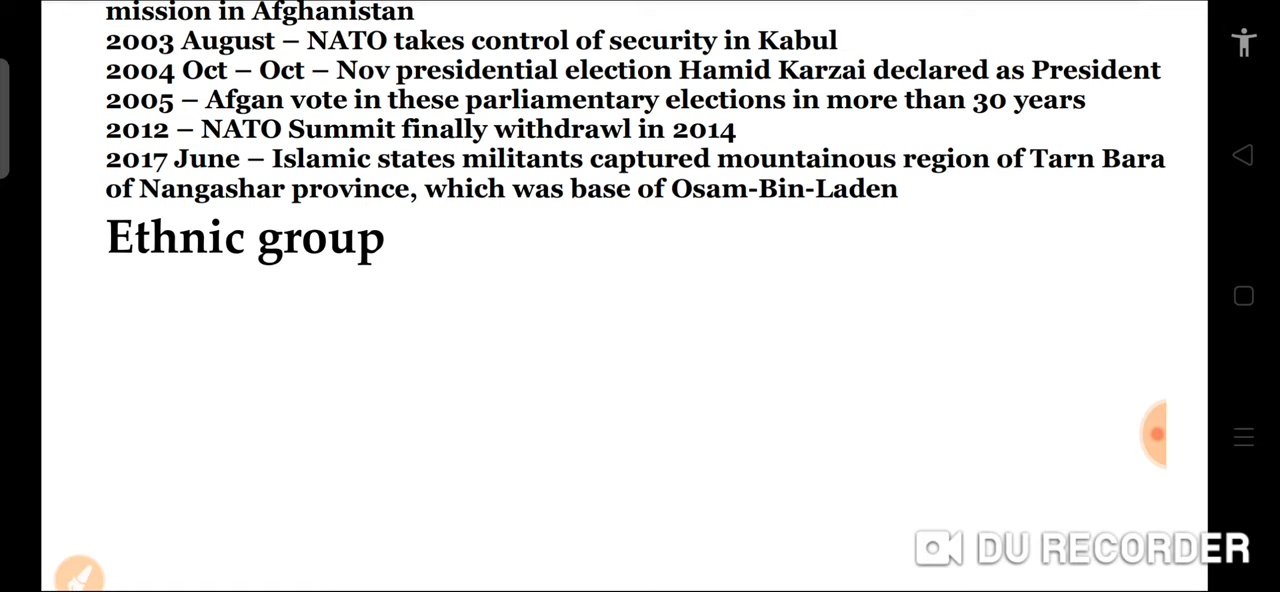 mission in Afghanistan
2003 August – NATO takes control of security in Kabul
2004 Oct – Oct – Nov presidential election Hamid Karzai declared as President
2005 – Afgan vote in these parliamentary elections in more than 30 years
2012 – NATO Summit finally withdrawl in 2014
2017 June – Islamic states militants captured mountainous region of Tarn Bara
of Nangashar province, which was base of Osam-Bin-Laden
Ethnic group
DU RECORDER